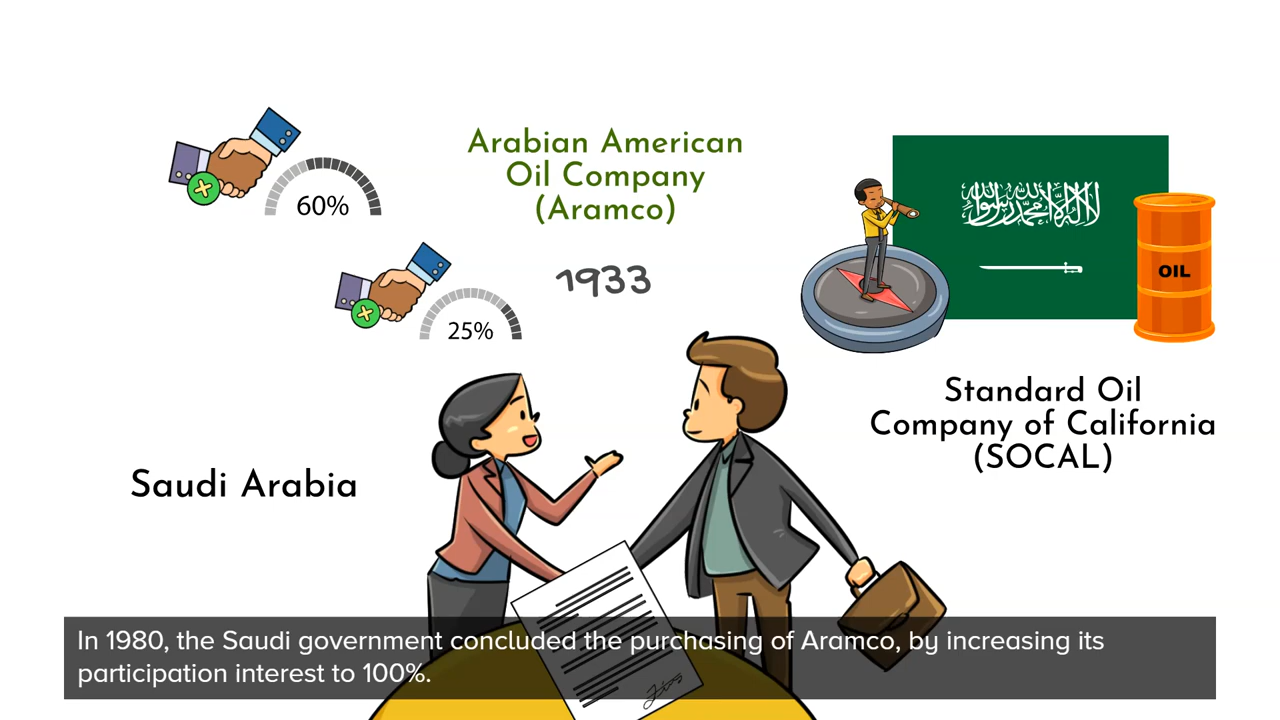 60%
Arabian American
Oil Company
(Aramco)
1933
25%
لا إله إلا الله محمد رسول الله
OIL
Standard Oil
Company of California
(SOCAL)
Saudi Arabia
In 1980, the Saudi government concluded the purchasing of Aramco, by increasing its
participation interest to 100%.